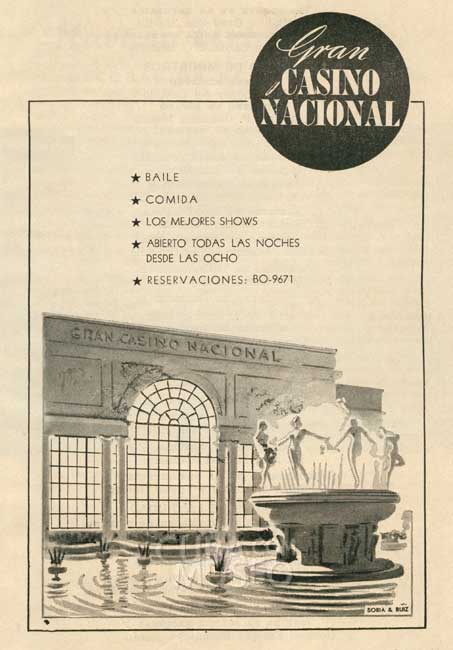 Gran
CASINO
NACIONAL
★ BAILE
★ COMIDA
★ LOS MEJORES SHOWS
★ ABIERTO TODAS LAS NOCHES
DESDE LAS OCHO
★ RESERVACIONES: BO-9671
GRAN CASINO NACIONAL
MUSEO
SORIA & RUIZ